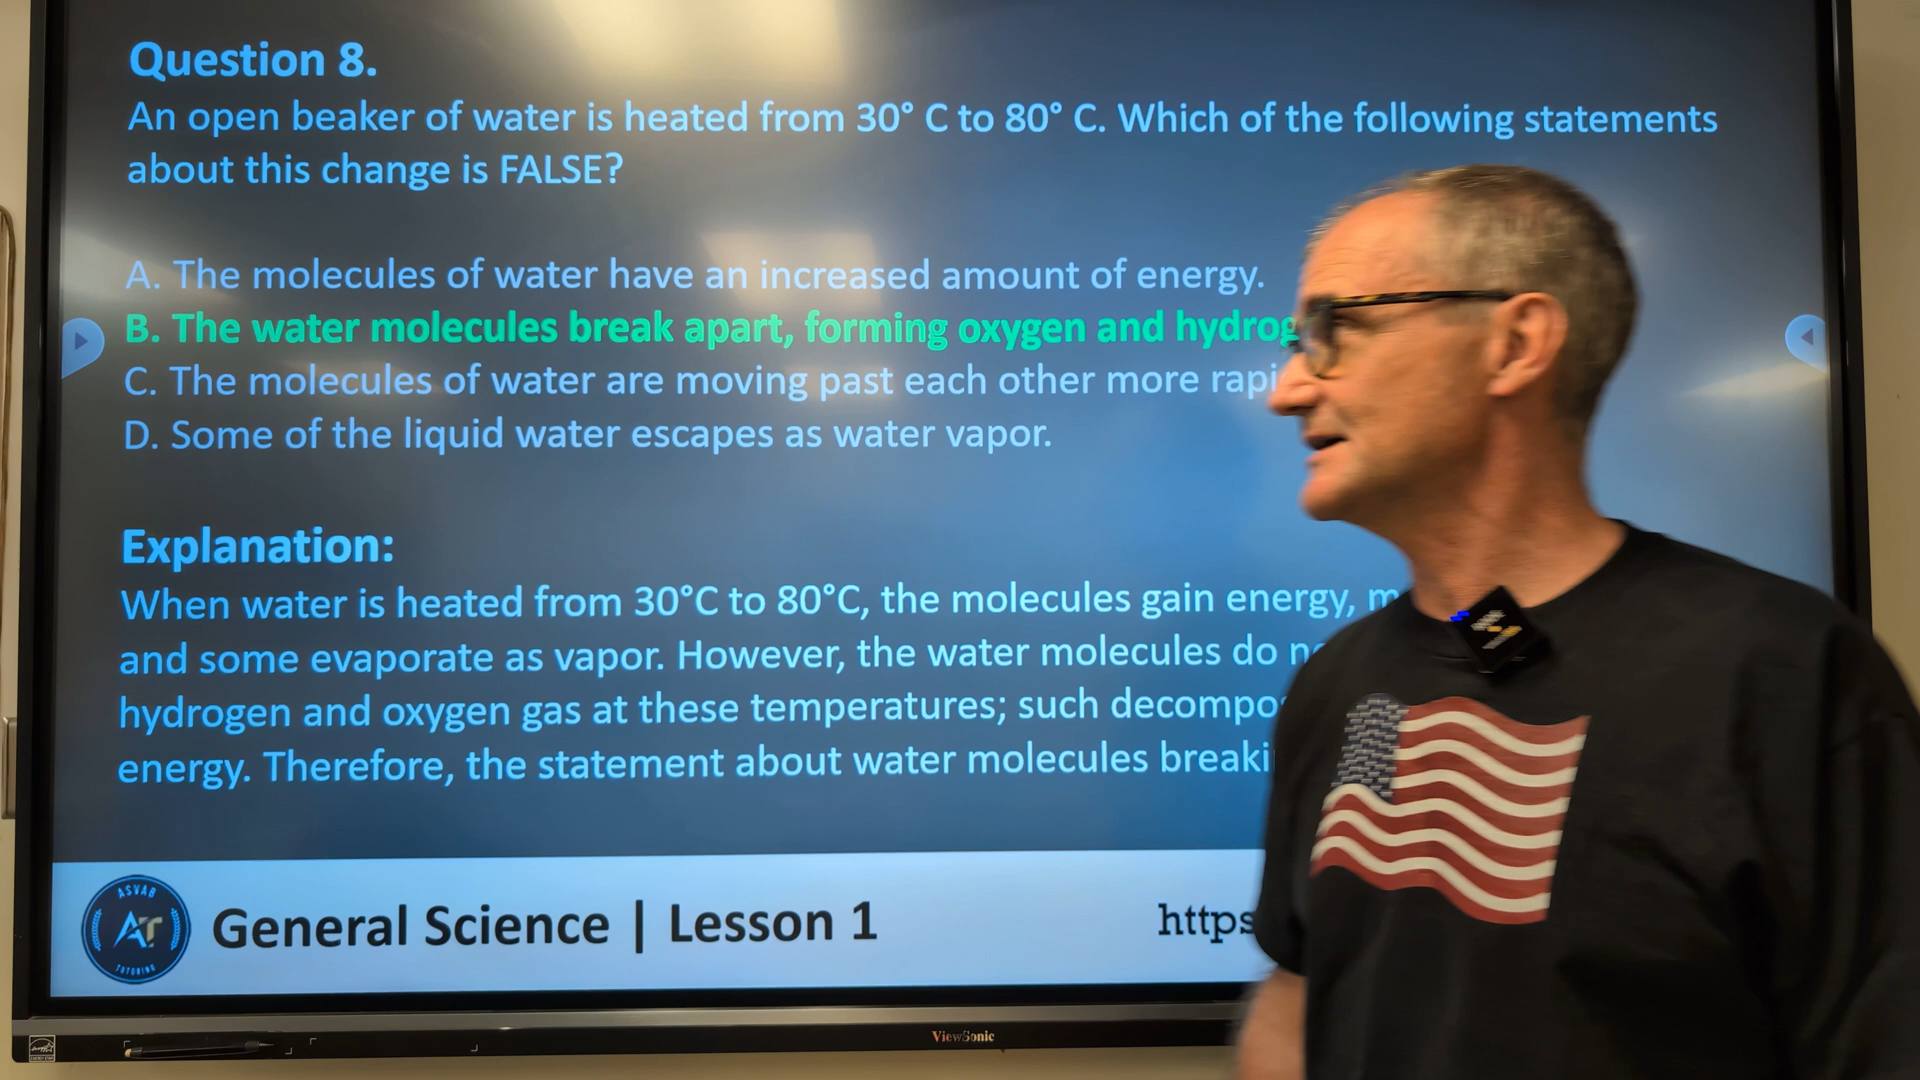 Question 8.
An open beaker of water is heated from 30° C to 80° C. Which of the following statements
about this change is FALSE?
A. The molecules of water have an increased amount of energy.
B. The water molecules break apart, forming oxygen and hydrog
C. The molecules of water are moving past each other more rapi
D. Some of the liquid water escapes as water vapor.
Explanation:
When water is heated from 30°C to 80°C, the molecules gain energy, m
and some evaporate as vapor. However, the water molecules do n
hydrogen and oxygen gas at these temperatures; such decompo
energy. Therefore, the statement about water molecules breaki
ASVAB
AT
TUTORING
General Science | Lesson 1
https
ViewSonic